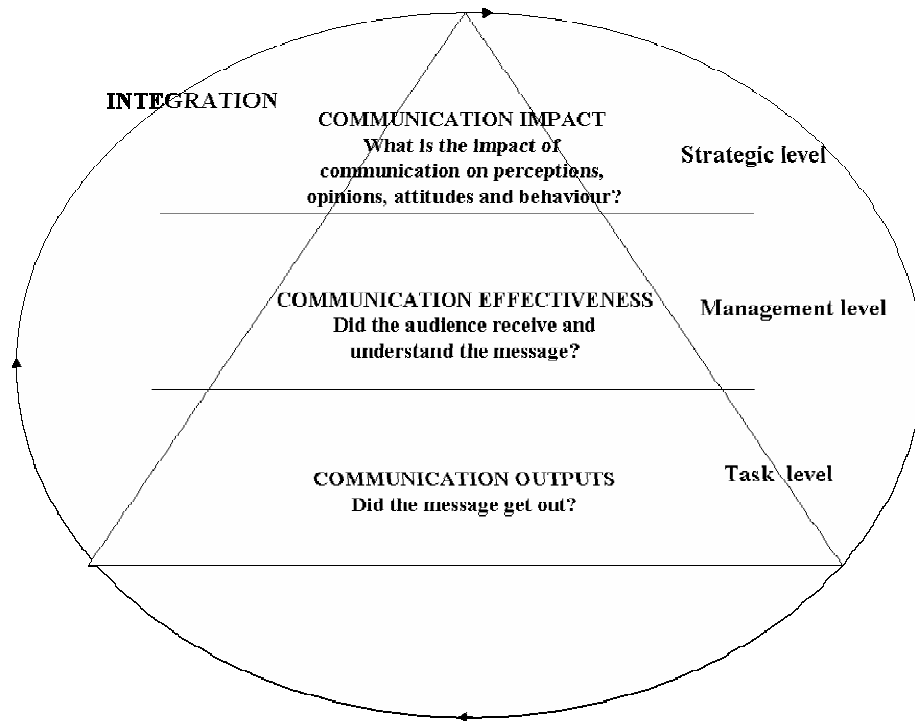 INTEGRATION
COMMUNICATION IMPACT
What is the impact of
communication on perceptions,
opinions, attitudes and behaviour?
Strategic level
COMMUNICATION EFFECTIVENESS
Did the audience receive and
understand the message?
Management level
COMMUNICATION OUTPUTS
Did the message get out?
Task level